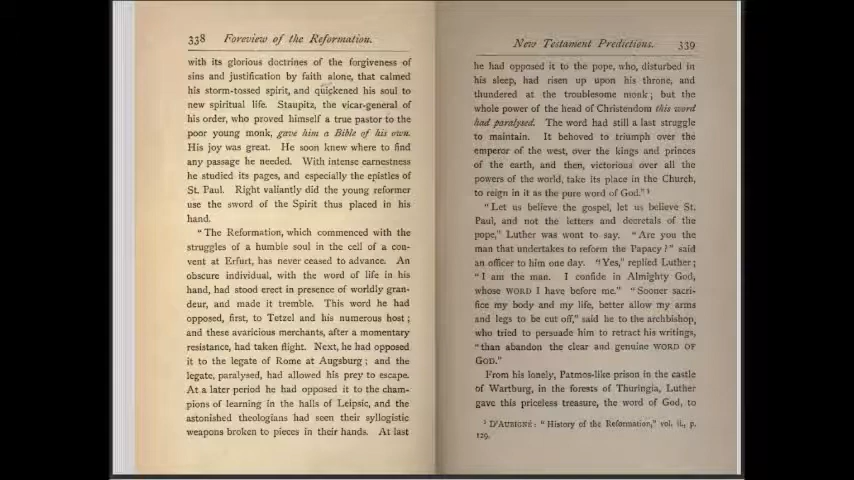 338 Foreview of the Reformation.
with its glorious doctrines of the forgiveness of
sins and justification by faith alone, that calmed
his storm-tossed spirit, and quickened his soul to
new spiritual life. Staupitz, the vicar-general of
his order, who proved himself a true pastor to the
poor young monk, gave him a Bible of his own.
His joy was great. He soon knew where to find
any passage he needed. With intense earnestness
he studied its pages, and especially the epistles of
St. Paul. Right valiantly did the young reformer
use the sword of the Spirit thus placed in his
hand.
“The Reformation, which commenced with the
struggles of a humble soul in the cell of a con-
vent at Erfurt, has never ceased to advance. An
obscure individual, with the word of life in his
hand, had stood erect in presence of worldly gran-
deur, and made it tremble. This word he had
opposed, first, to Tetzel and his numerous host;
and these avaricious merchants, after a momentary
resistance, had taken flight. Next, he had opposed
it to the legate of Rome at Augsburg; and the
legate, paralysed, had allowed his prey to escape.
At a later period he had opposed it to the cham-
pions of learning in the halls of Leipsic, and the
astonished theologians had seen their syllogistic
weapons broken to pieces in their hands. At last
New Testament Predictions. 339
he had opposed it to the pope, who, disturbed in
his sleep, had risen up upon his throne, and
thundered at the troublesome monk; but the
whole power of the head of Christendom this word
had paralysed. The word had still a last struggle
to maintain. It behoved to triumph over the
emperor of the west, over the kings and princes
of the earth, and then, victorious over all the
powers of the world, take its place in the Church,
to reign in it as the pure word of God.” ¹
“Let us believe the gospel, let us believe St.
Paul, and not the letters and decretals of the
pope,” Luther was wont to say. “Are you the
man that undertakes to reform the Papacy?” said
an officer to him one day. “Yes,” replied Luther;
“I am the man. I confide in Almighty God,
whose WORD I have before me.” “Sooner sacri-
fice my body and my life, better allow my arms
and legs to be cut off,” said he to the archbishop,
who tried to persuade him to retract his writings,
“than abandon the clear and genuine WORD OF
GOD.”
From his lonely, Patmos-like prison in the castle
of Wartburg, in the forests of Thuringia, Luther
gave this priceless treasure, the word of God, to
¹ D'AUBIGNÉ: “History of the Reformation,” vol. ii., p.
129.